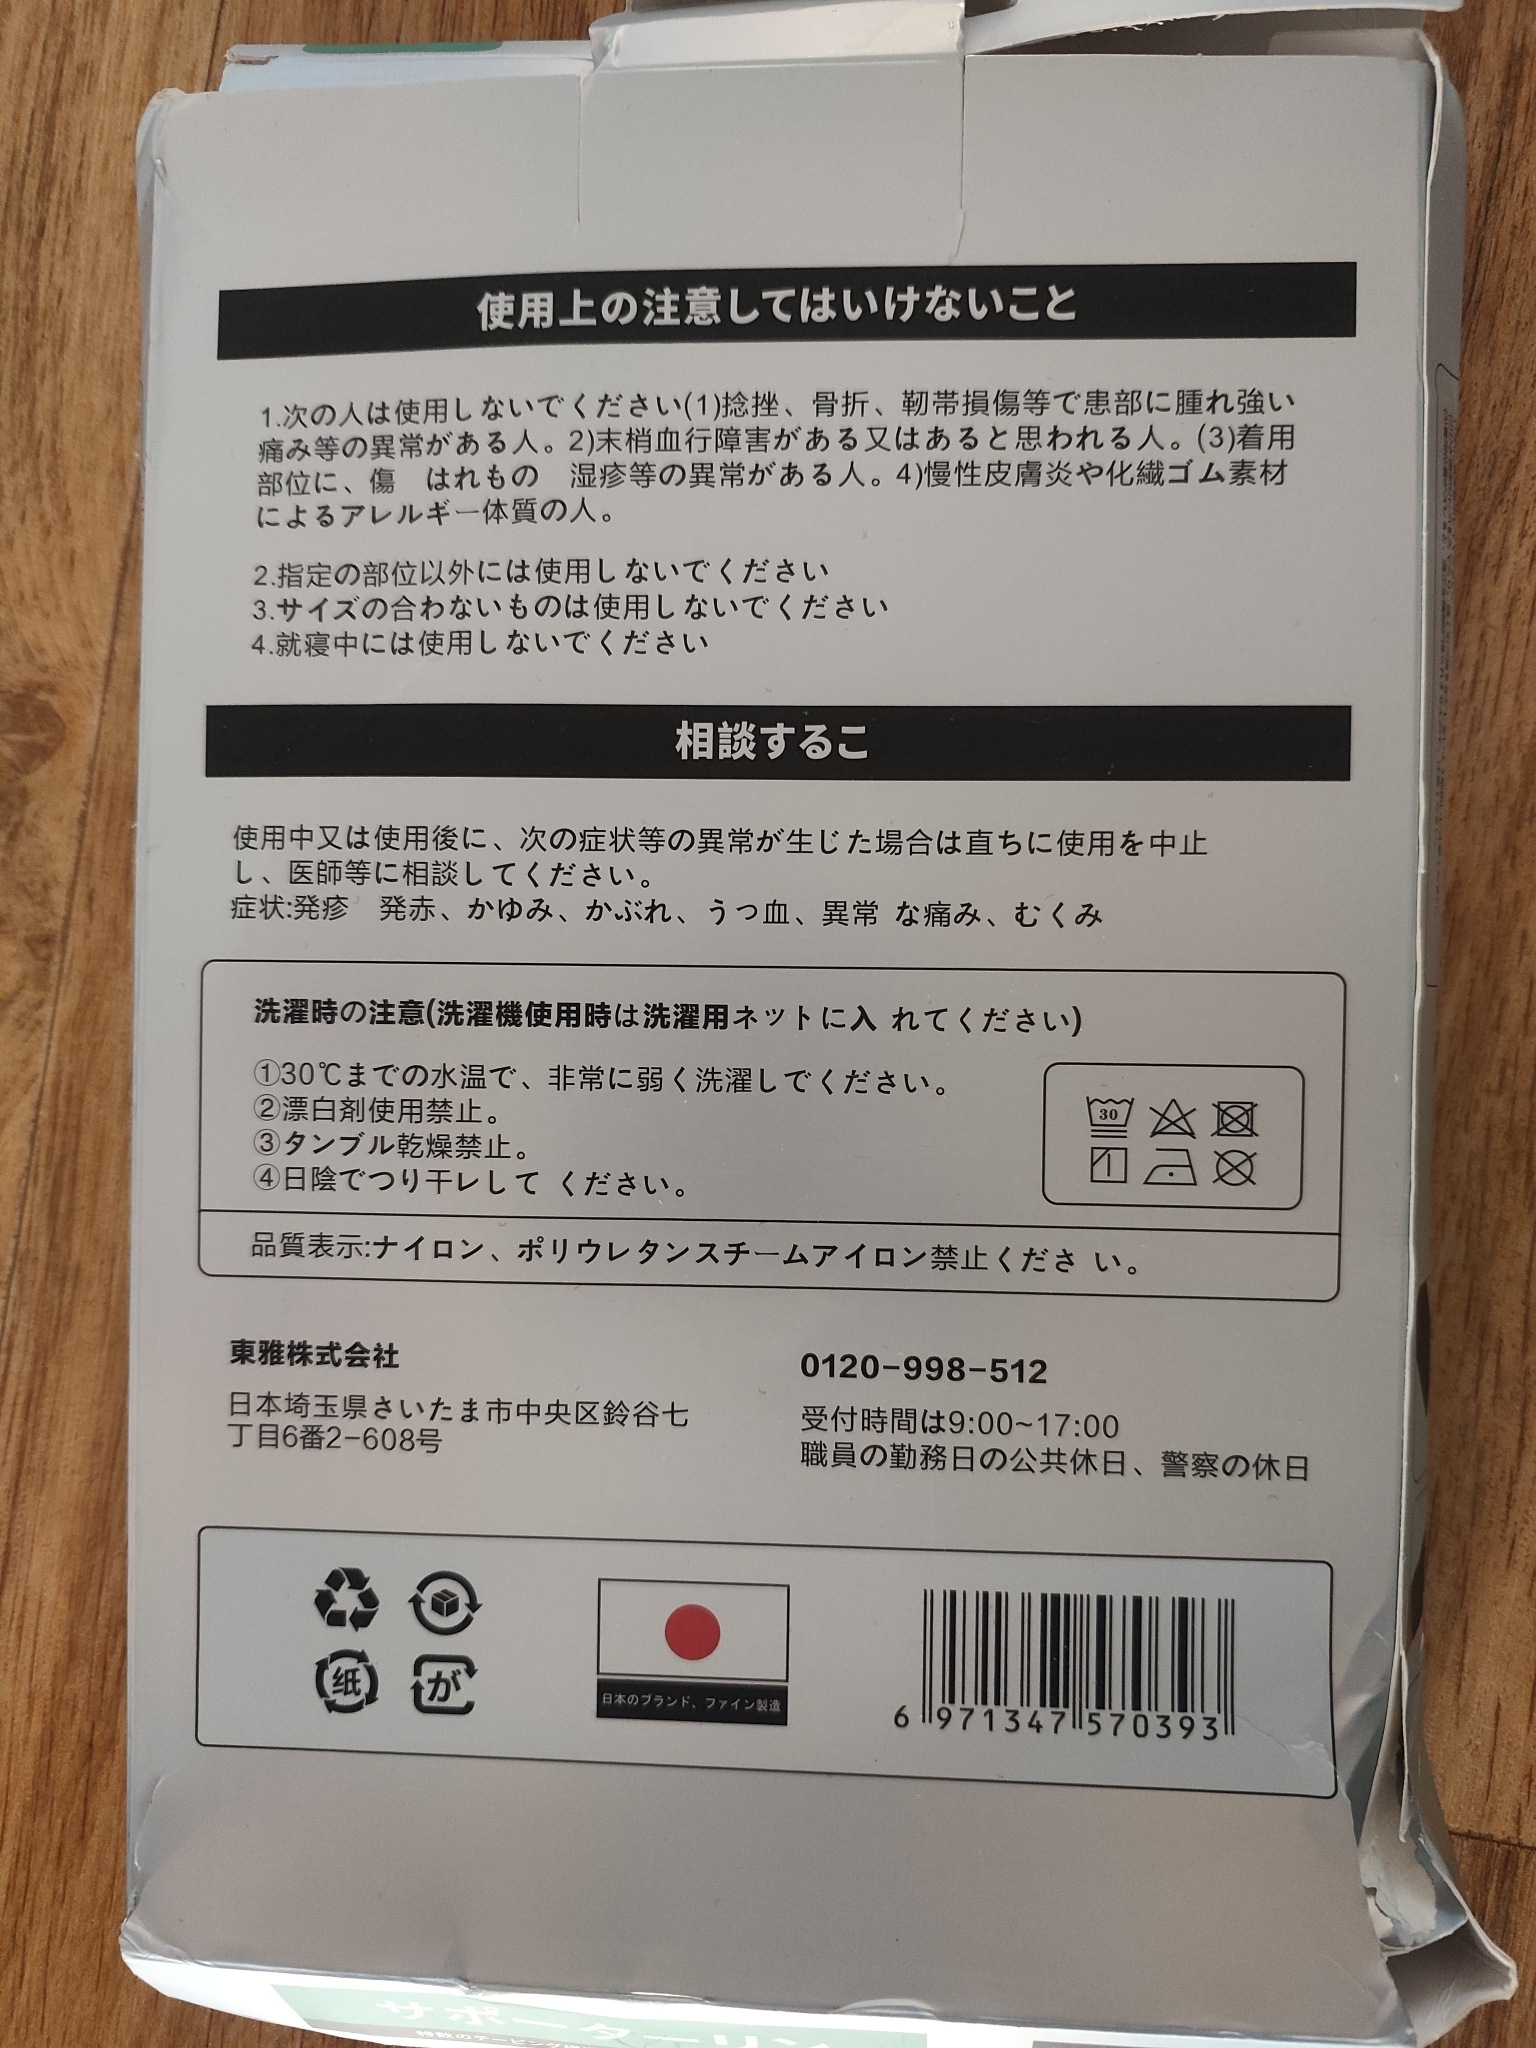 使用上の注意してはいけないこと
1.次の人は使用しないでください(1)捻挫、骨折、靭帯損傷等で患部に腫れ強い
痛み等の異常がある人。2)末梢血行障害がある又はあると思われる人。(3)着用
部位に、傷　はれもの　湿疹等の異常がある人。4)慢性皮膚炎や化繊ゴム素材
によるアレルギー体質の人。
2.指定の部位以外には使用しないでください
3.サイズの合わないものは使用しないでください
4.就寝中には使用しないでください
相談するこ
使用中又は使用後に、次の症状等の異常が生じた場合は直ちに使用を中止
し、医師等に相談してください。
症状:発疹　発赤、かゆみ、かぶれ、うっ血、異常 な痛み、むくみ
洗濯時の注意(洗濯機使用時は洗濯用ネットに入 れてください)
①30℃までの水温で、非常に弱く洗濯しでください。
②漂白剤使用禁止。
③タンブル乾燥禁止。
④日陰でつり干レして ください。
30
品質表示:ナイロン、ポリウレタンスチームアイロン禁止くださ い。
東雅株式会社
日本埼玉県さいたま市中央区鈴谷七
丁目6番2-608号
0120-998-512
受付時間は9:00~17:00
職員の勤務日の公共休日、警察の休日
纸
が
日本のブランド、ファイン製造
6 971347 570393
サポーターリン